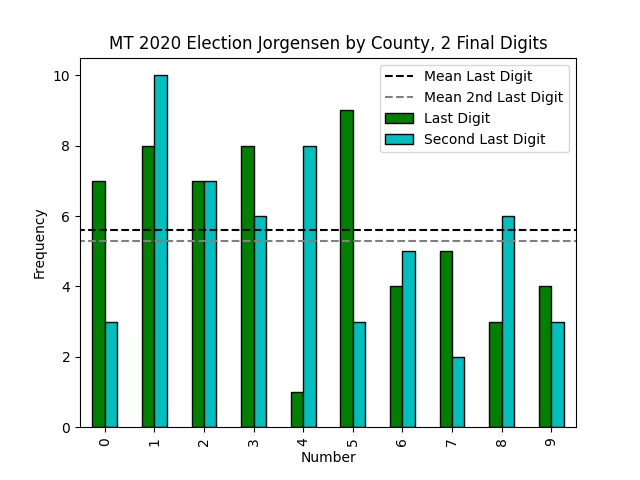 MT 2020 Election Jorgensen by County, 2 Final Digits
Mean Last Digit
Mean 2nd Last Digit
Last Digit
Second Last Digit
Frequency
10
8
6
4
2
0
0 1 2 3 4 5 6 7 8 9
Number